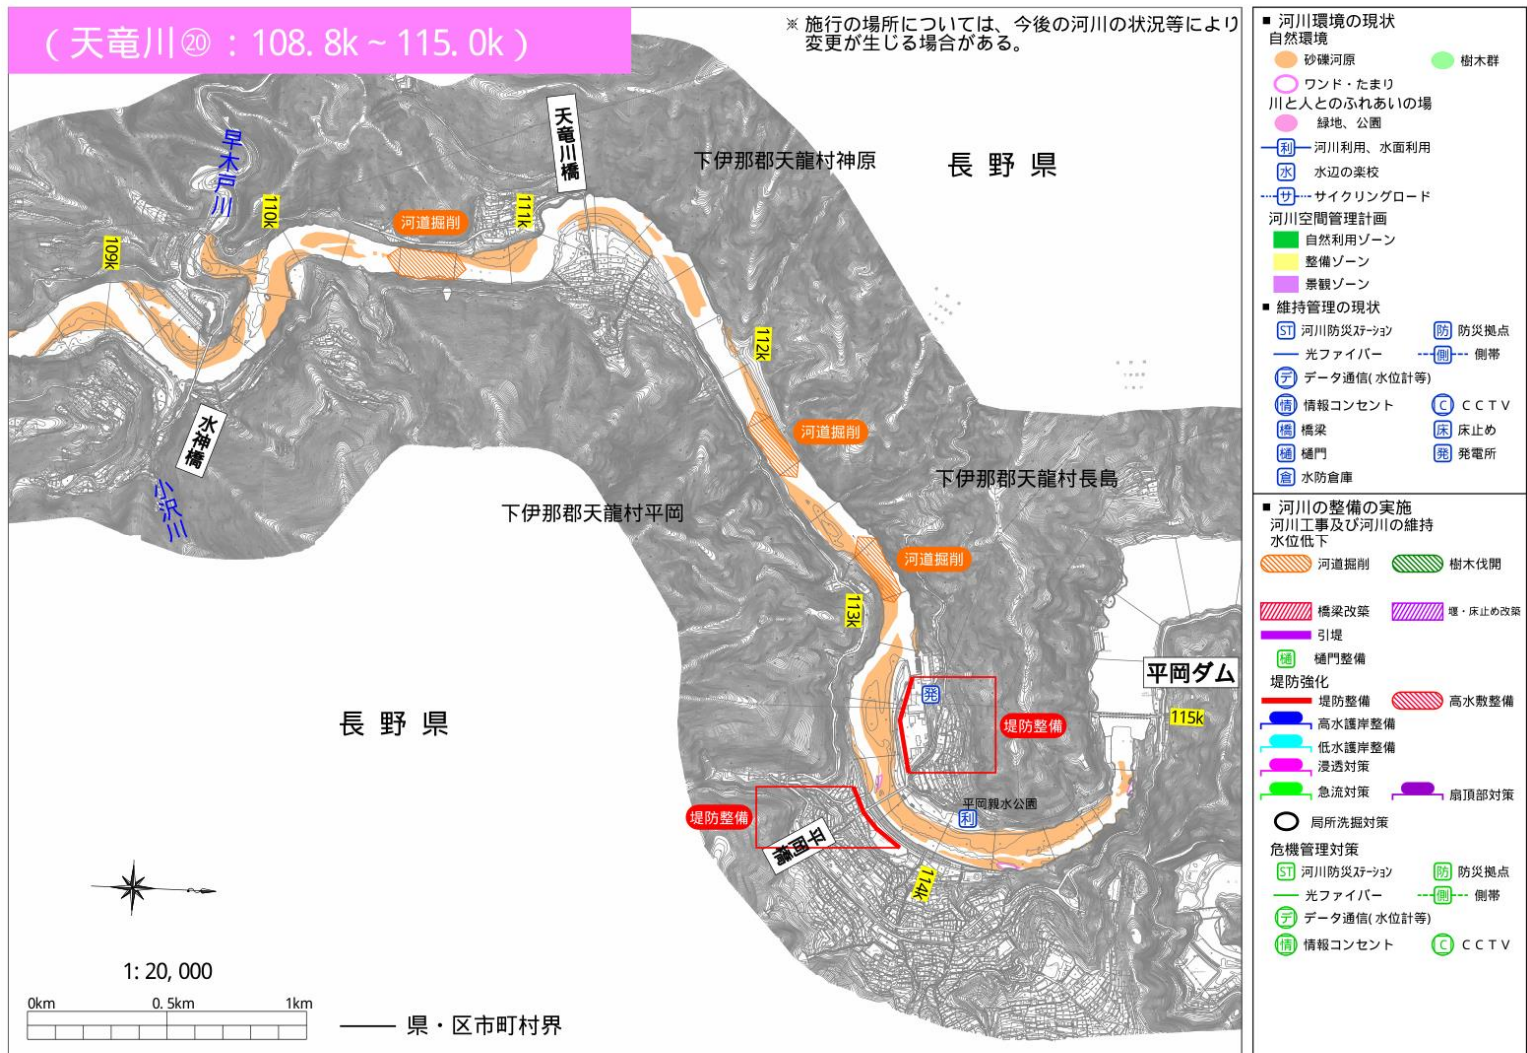 (天竜川⑳:108.8k~115.0k)
※ 施行の場所については、今後の河川の状況等により
変更が生じる場合がある。
天竜川橋
早木戸川
下伊那郡天龍村神原
長野県
110k
河道掘削
111k
109k
112k
水神橋
河道掘削
小沢川
下伊那郡天龍村長島
下伊那郡天龍村平岡
河道掘削
113k
平岡ダム
発
115k
長野県
堤防整備
平岡親水公園
利
堤防整備
平岡橋
114k
1:20,000
0km 0.5km 1km
県・区市町村界
■ 河川環境の現状
自然環境
砂礫河原 樹木群
ワンド・たまり
川と人とのふれあいの場
緑地、公園
利 河川利用、水面利用
水 水辺の楽校
サ サイクリングロード
河川空間管理計画
自然利用ゾーン
整備ゾーン
景観ゾーン
■ 維持管理の現状
ST 河川防災ステーション 防 防災拠点
光ファイバー 側 側帯
デ データ通信(水位計等)
情 情報コンセント C CCTV
橋 橋梁 床 床止め
樋 樋門 発 発電所
倉 水防倉庫
■ 河川の整備の実施
河川工事及び河川の維持
水位低下
河道掘削 樹木伐開
橋梁改築 堰・床止め改築
引堤
樋 樋門整備
堤防強化
堤防整備 高水敷整備
高水護岸整備
低水護岸整備
浸透対策
急流対策 扇頂部対策
局所洗掘対策
危機管理対策
ST 河川防災ステーション 防 防災拠点
光ファイバー 側 側帯
デ データ通信(水位計等)
情 情報コンセント C CCTV